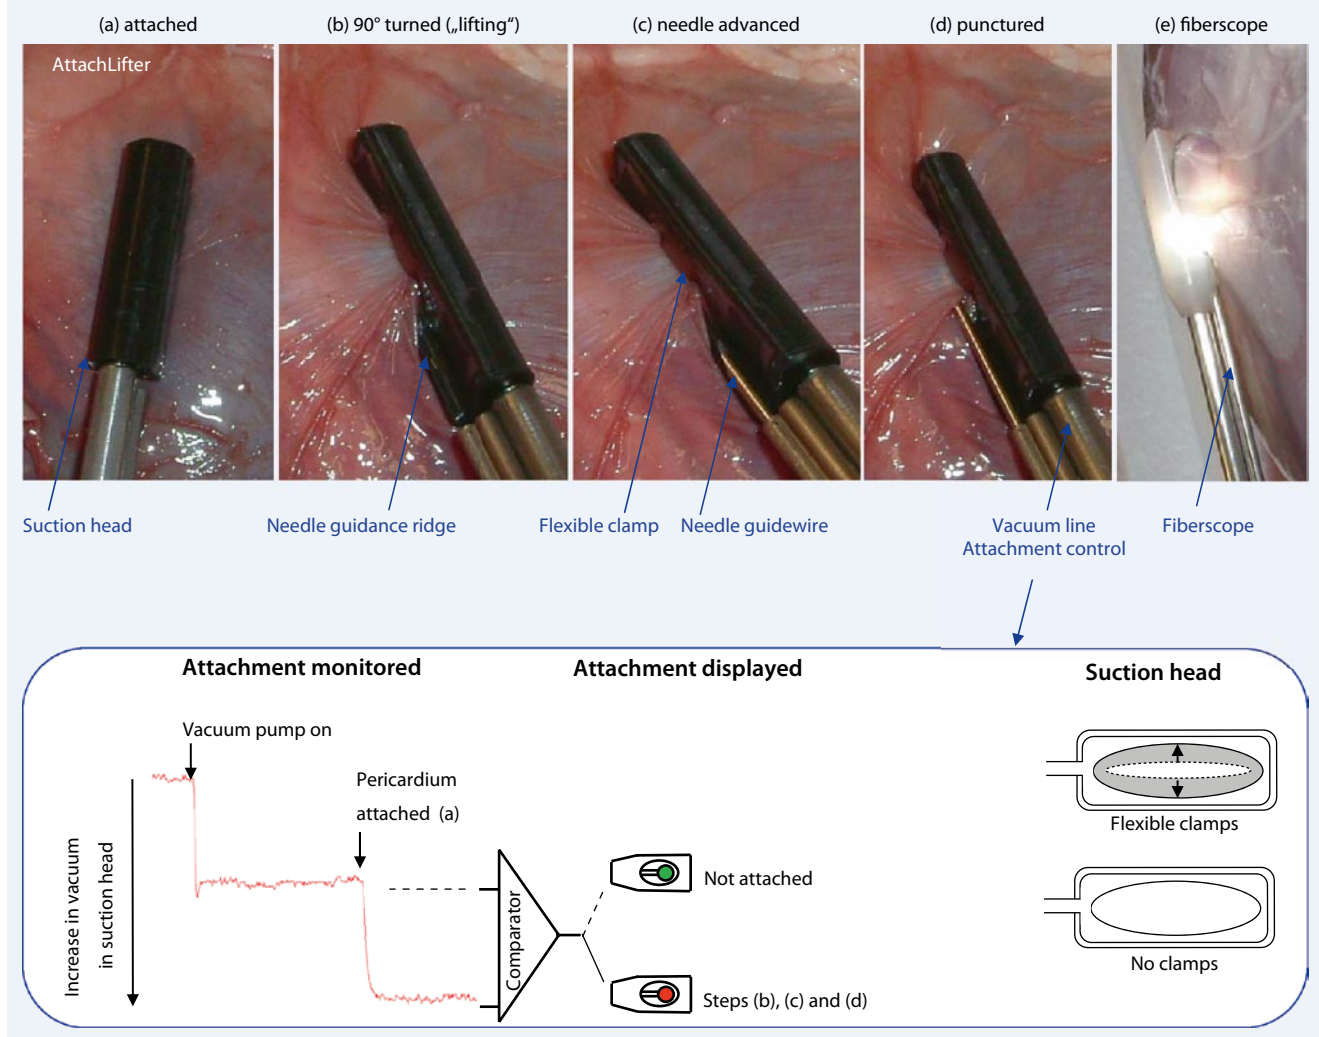 (a) attached
(b) 90° turned („lifting“)
(c) needle advanced
(d) punctured
(e) fiberscope
AttachLifter
Suction head
Needle guidance ridge
Flexible clamp
Needle guidewire
Vacuum line
Attachment control
Fiberscope
Attachment monitored
Attachment displayed
Suction head
Vacuum pump on
Pericardium
attached (a)
Increase in vacuum
in suction head
Comparator
Not attached
Steps (b), (c) and (d)
Flexible clamps
No clamps